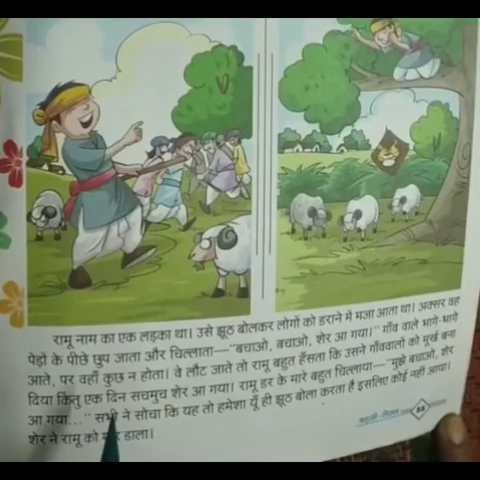 रामू नाम का एक लड़का था। उसे झूठ बोलकर लोगों को डराने में मजा आता था। अक्सर वह
पेड़ों के पीछे छुप जाता और चिल्लाता—"बचाओ, बचाओ, शेर आ गया।" गाँव वाले भागे-भागे
आते, पर वहाँ कुछ न होता। वे लौट जाते तो रामू बहुत हँसता कि उसने गाँववालो को मूर्ख बना
दिया किंतु एक दिन सचमुच शेर आ गया। रामू डर के मारे बहुत चिल्लाया—"मुझे बचाओ, शेर
आ गया..." सभी ने सोचा कि यह तो हमेशा यूँ ही झूठ बोला करता है इसलिए कोई नहीं आया।
शेर ने रामू को डाला।